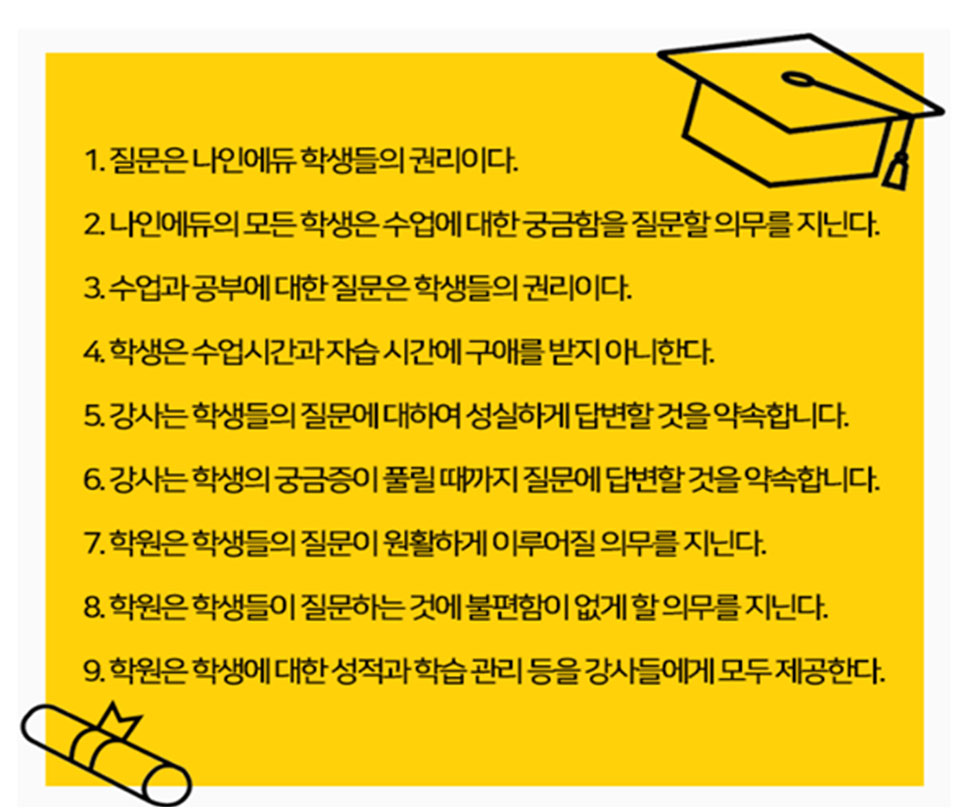 1. 질문은 나인에듀 학생들의 권리이다.
2. 나인에듀의 모든 학생은 수업에 대한 궁금함을 질문할 의무를 지닌다.
3. 수업과 공부에 대한 질문은 학생들의 권리이다.
4. 학생은 수업시간과 자습 시간에 구애를 받지 아니한다.
5. 강사는 학생들의 질문에 대하여 성실하게 답변할 것을 약속합니다.
6. 강사는 학생의 궁금증이 풀릴 때까지 질문에 답변할 것을 약속합니다.
7. 학원은 학생들의 질문이 원활하게 이루어질 의무를 지닌다.
8. 학원은 학생들이 질문하는 것에 불편함이 없게 할 의무를 지닌다.
9. 학원은 학생에 대한 성적과 학습 관리 등을 강사들에게 모두 제공한다.